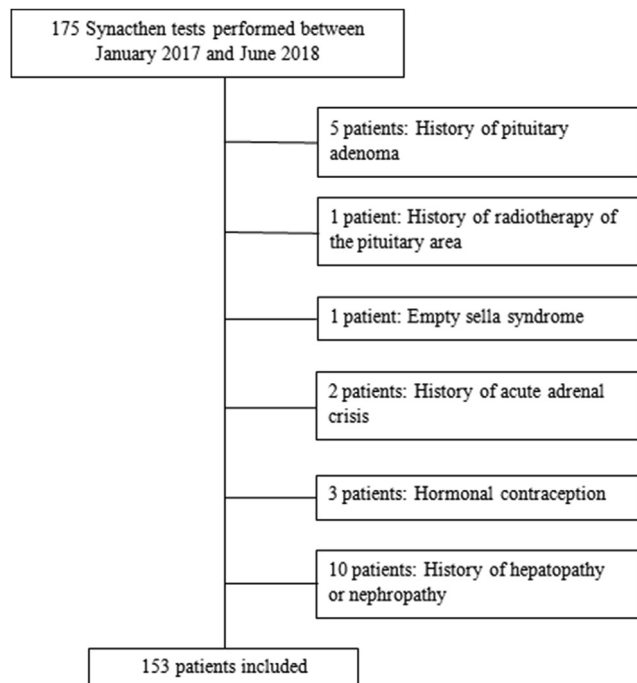 175 Synacthen tests performed between
January 2017 and June 2018
5 patients: History of pituitary
adenoma
1 patient: History of radiotherapy of
the pituitary area
1 patient: Empty sella syndrome
2 patients: History of acute adrenal
crisis
3 patients: Hormonal contraception
10 patients: History of hepatopathy
or nephropathy
153 patients included